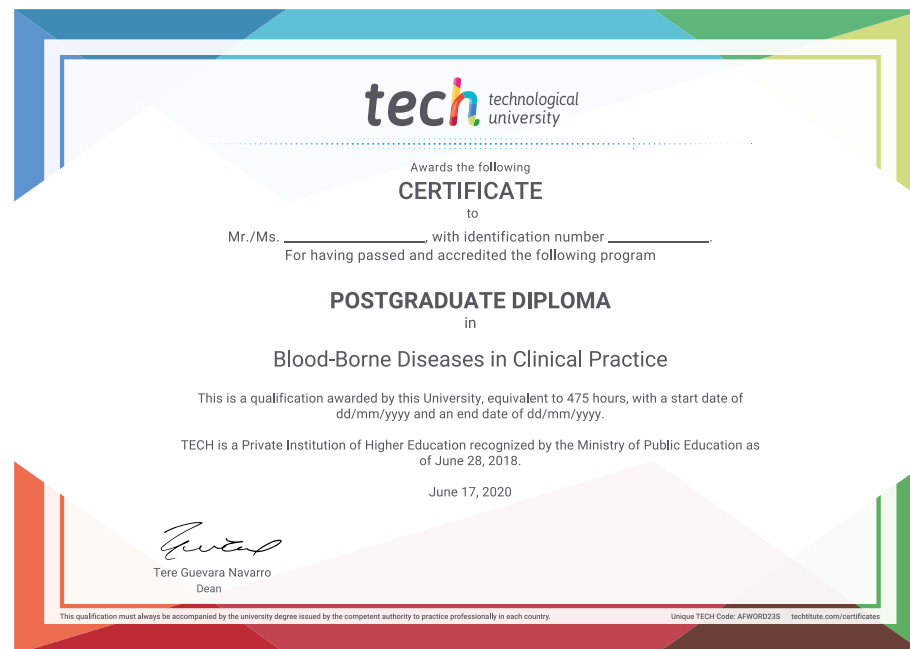 tech technological
university
Awards the following
CERTIFICATE
to
Mr./Ms. ____________________, with identification number ______________.
For having passed and accredited the following program
POSTGRADUATE DIPLOMA
in
Blood-Borne Diseases in Clinical Practice
This is a qualification awarded by this University, equivalent to 475 hours, with a start date of
dd/mm/yyyy and an end date of dd/mm/yyyy.
TECH is a Private Institution of Higher Education recognized by the Ministry of Public Education as
of June 28, 2018.
June 17, 2020
Tere Guevara Navarro
Dean
This qualification must always be accompanied by the university degree issued by the competent authority to practice professionally in each country. Unique TECH Code: AFWORD23S techtitute.com/certificates